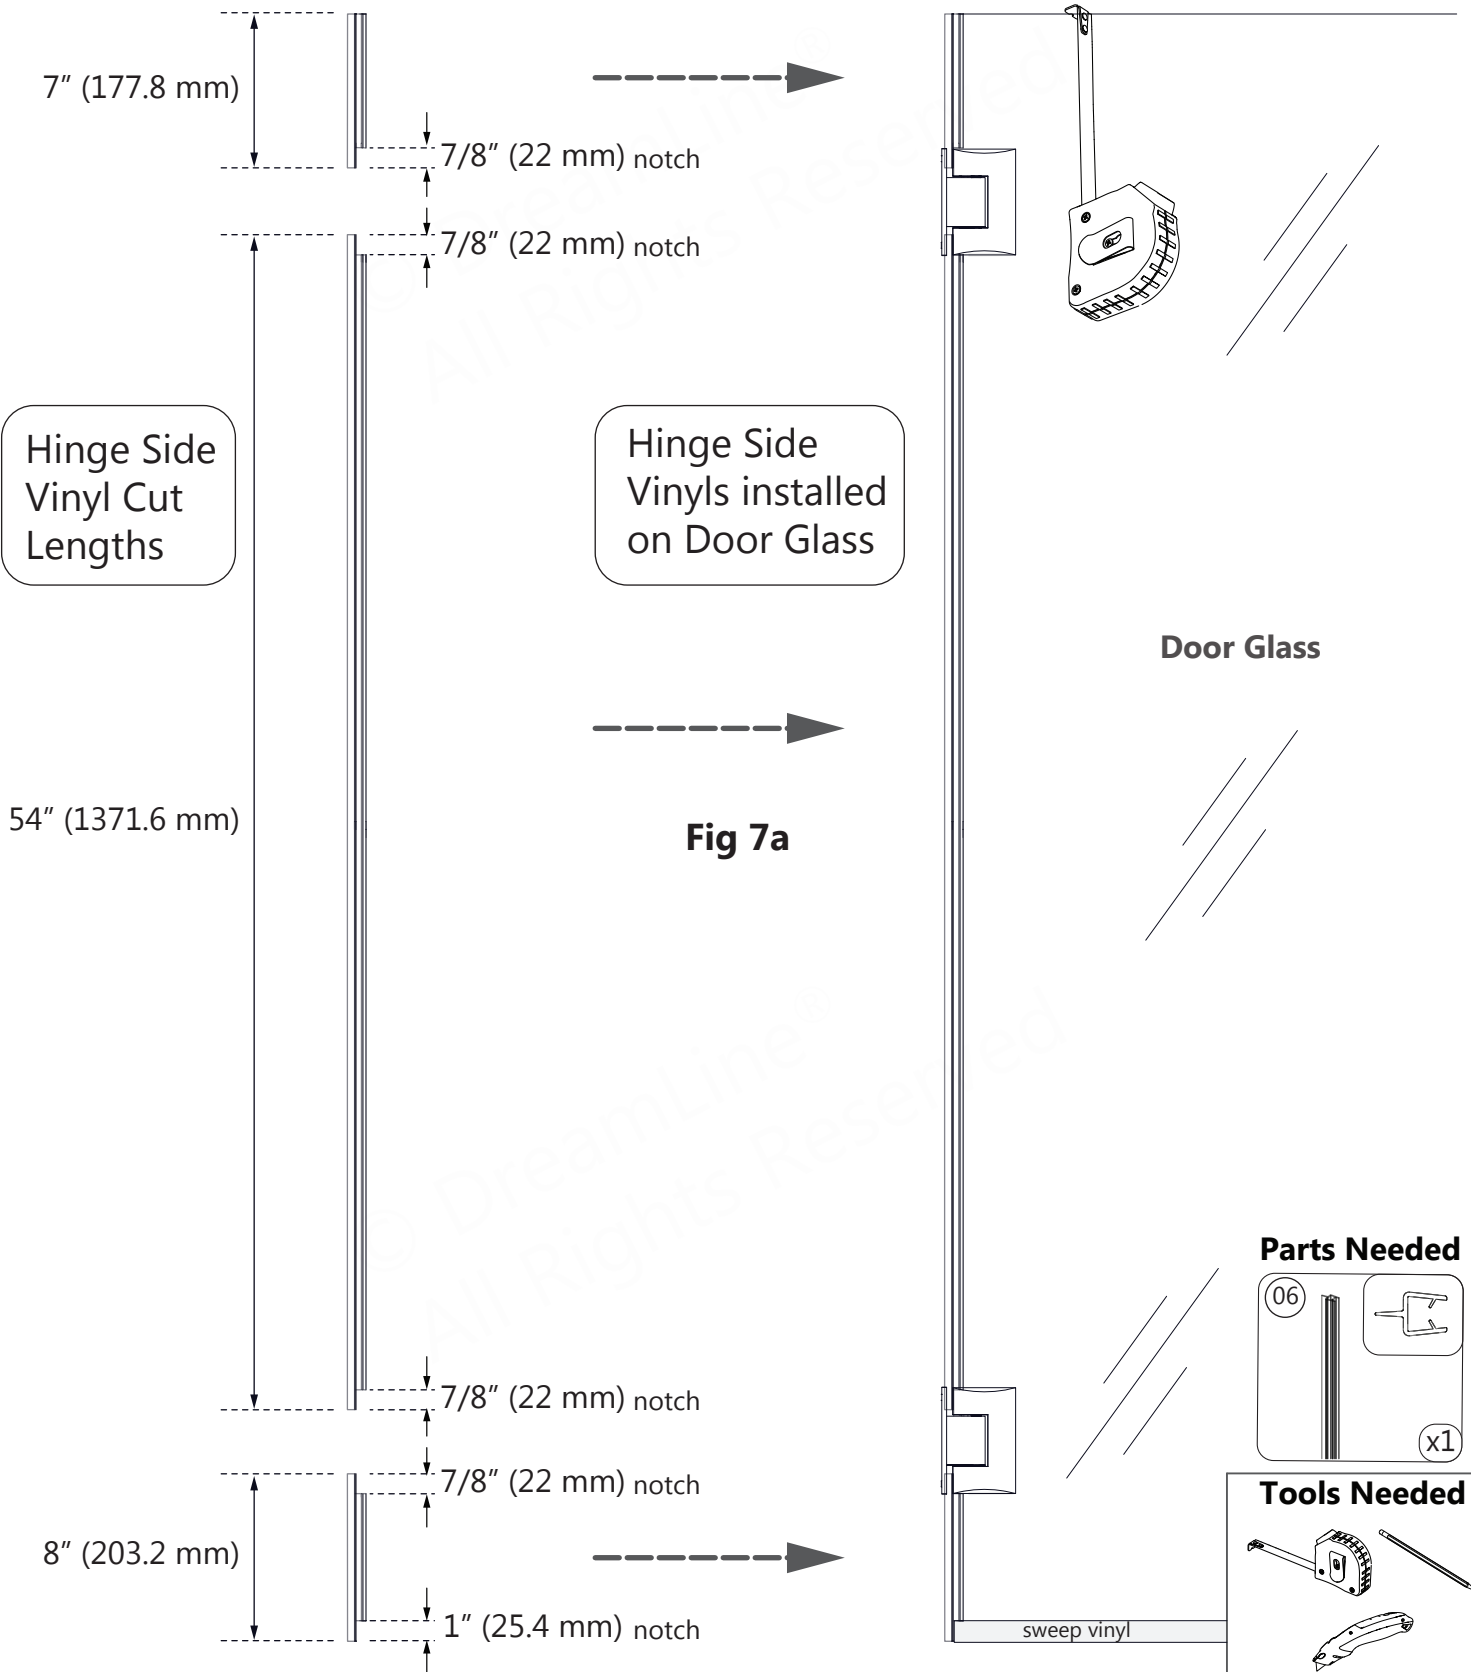 7” (177.8 mm)
7/8” (22 mm) notch
7/8” (22 mm) notch
Hinge Side
Vinyl Cut
Lengths
Hinge Side
Vinyls installed
on Door Glass
Door Glass
54” (1371.6 mm)
Fig 7a
© DreamLine®
All Rights Reserved
© DreamLine®
All Rights Reserved
Parts Needed
06
x1
7/8” (22 mm) notch
7/8” (22 mm) notch
Tools Needed
8” (203.2 mm)
1” (25.4 mm) notch
sweep vinyl